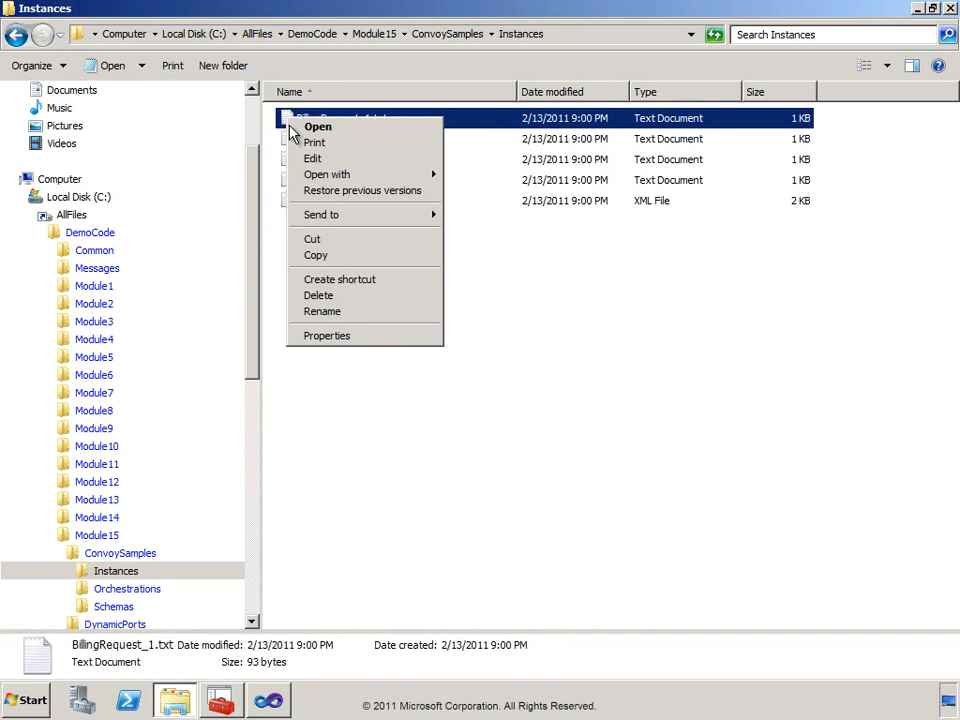 Instances
Computer Local Disk (C:) AllFiles DemoCode Module15 ConvoySamples Instances
Search Instances
Organize Open Print New folder
Name Date modified Type Size
2/13/2011 9:00 PM Text Document 1 KB
2/13/2011 9:00 PM Text Document 1 KB
2/13/2011 9:00 PM Text Document 1 KB
2/13/2011 9:00 PM Text Document 1 KB
2/13/2011 9:00 PM XML File 2 KB
Open
Print
Edit
Open with
Restore previous versions
Send to
Cut
Copy
Create shortcut
Delete
Rename
Properties
Documents
Music
Pictures
Videos
Computer
Local Disk (C:)
AllFiles
DemoCode
Common
Messages
Module1
Module2
Module3
Module4
Module5
Module6
Module7
Module8
Module9
Module10
Module11
Module12
Module13
Module14
Module15
ConvoySamples
Instances
Orchestrations
Schemas
DynamicPorts
BillingRequest_1.txt Date modified: 2/13/2011 9:00 PM Date created: 2/13/2011 9:00 PM
Text Document Size: 93 bytes
Start
© 2011 Microsoft Corporation. All Rights Reserved.